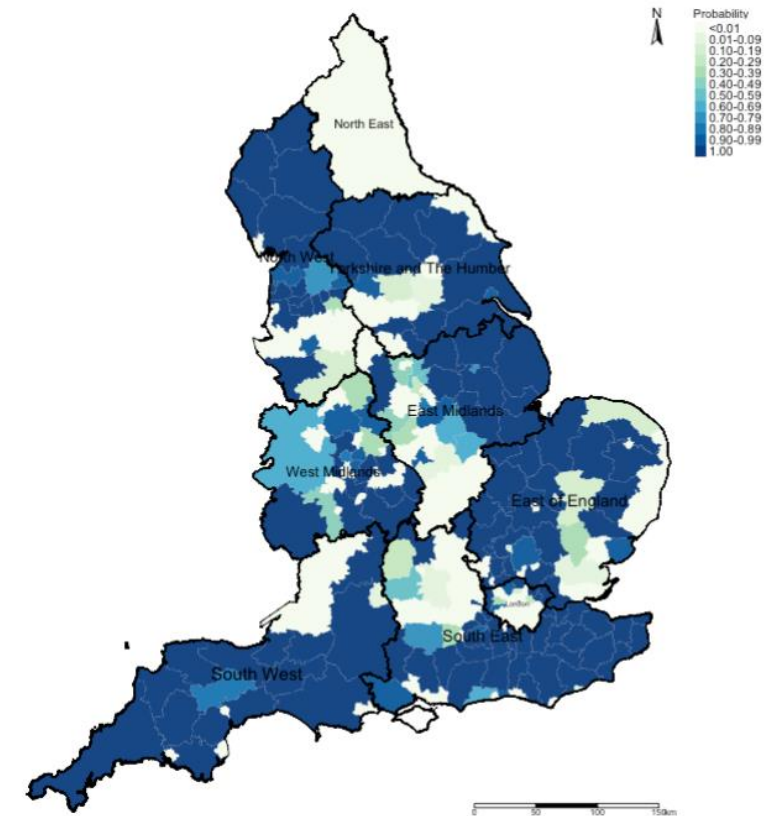 N
Probability
<0.01
0.01-0.09
0.10-0.19
0.20-0.29
0.30-0.39
0.40-0.49
0.50-0.59
0.60-0.69
0.70-0.79
0.80-0.89
0.90-0.99
1.00
North East
North West
Yorkshire and The Humber
East Midlands
West Midlands
East of England
London
South East
South West
0
50
100
150km